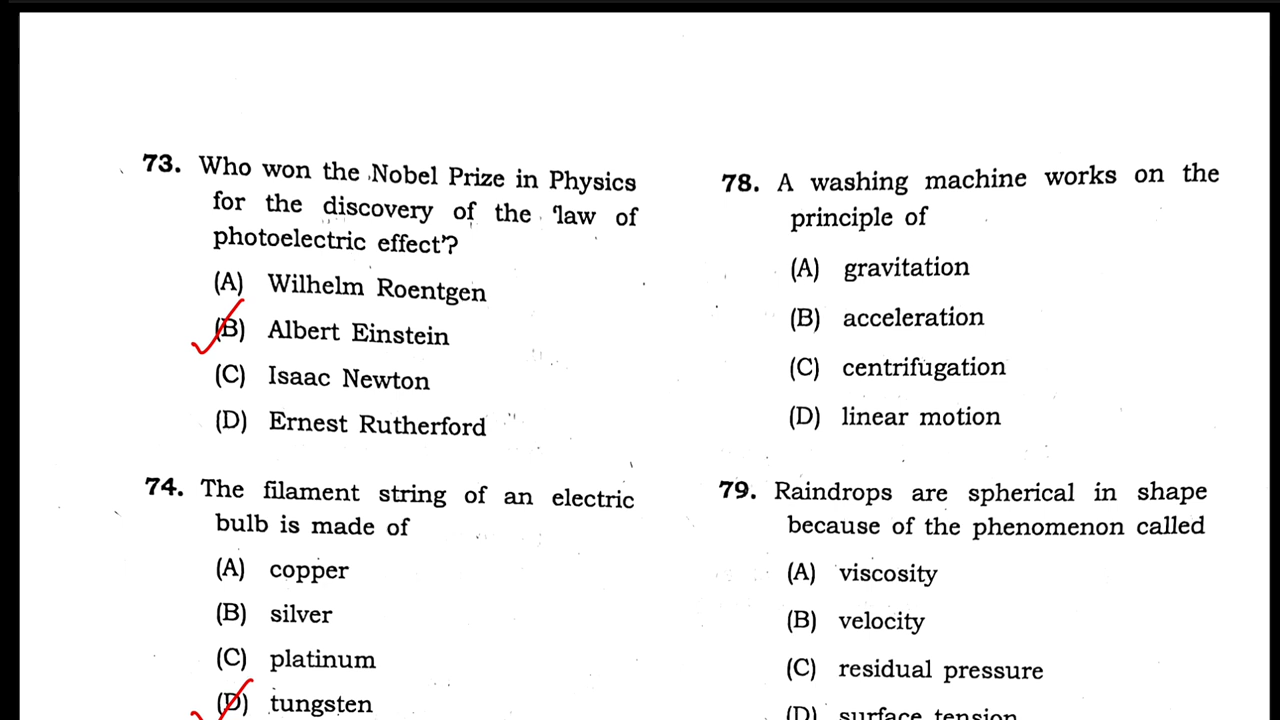 73. Who won the Nobel Prize in Physics
for the discovery of the 'law of
photoelectric effect'?
(A) Wilhelm Roentgen
(B) Albert Einstein
(C) Isaac Newton
(D) Ernest Rutherford
74. The filament string of an electric
bulb is made of
(A) copper
(B) silver
(C) platinum
(D) tungsten
78. A washing machine works on the
principle of
(A) gravitation
(B) acceleration
(C) centrifugation
(D) linear motion
79. Raindrops are spherical in shape
because of the phenomenon called
(A) viscosity
(B) velocity
(C) residual pressure
(D) surface tension